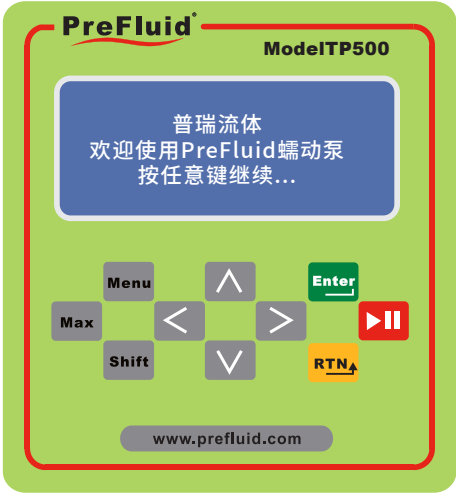 PreFluid®
ModelTP500
普瑞流体
欢迎使用PreFluid蠕动泵
按任意键继续...
Menu
Enter
Max
Shift
RTN
www.prefluid.com